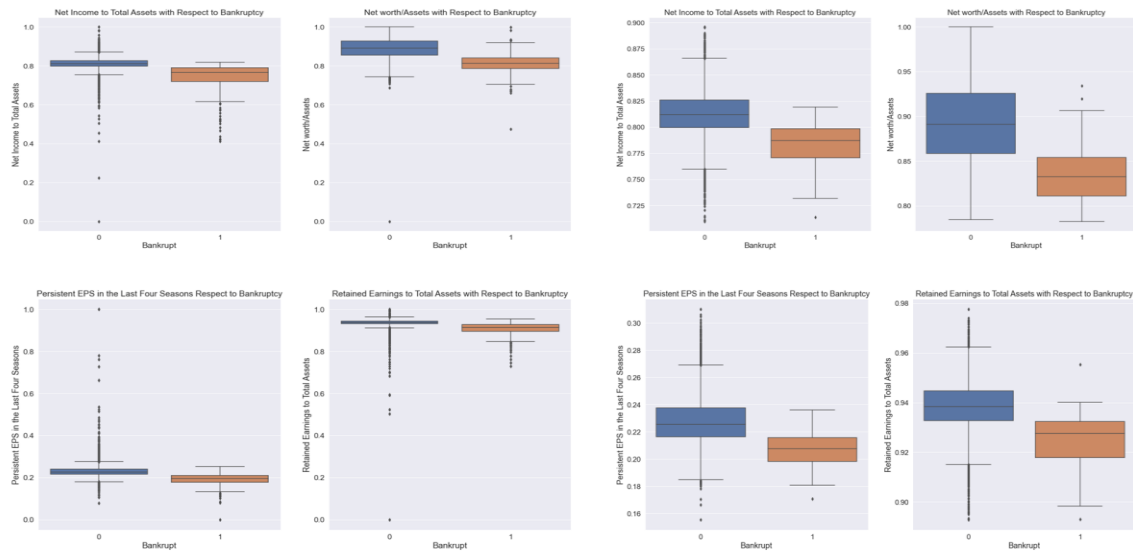 Net Income to Total Assets with Respect to Bankruptcy
Net Income to Total Assets
1.0
0.8
0.6
0.4
0.2
0.0
0
1
Bankrupt
Net worth/Assets with Respect to Bankruptcy
Net worth/Assets
1.0
0.8
0.6
0.4
0.2
0.0
0
1
Bankrupt
Net Income to Total Assets with Respect to Bankruptcy
Net Income to Total Assets
0.900
0.875
0.850
0.825
0.800
0.775
0.750
0.725
0
1
Bankrupt
Net worth/Assets with Respect to Bankruptcy
Net worth/Assets
1.00
0.95
0.90
0.85
0.80
0
1
Bankrupt
Persistent EPS in the Last Four Seasons Respect to Bankruptcy
Persistent EPS in the Last Four Seasons
1.0
0.8
0.6
0.4
0.2
0.0
0
1
Bankrupt
Retained Earnings to Total Assets with Respect to Bankruptcy
Retained Earnings to Total Assets
1.0
0.8
0.6
0.4
0.2
0.0
0
1
Bankrupt
Persistent EPS in the Last Four Seasons Respect to Bankruptcy
Persistent EPS in the Last Four Seasons
0.30
0.28
0.26
0.24
0.22
0.20
0.18
0.16
0
1
Bankrupt
Retained Earnings to Total Assets with Respect to Bankruptcy
Retained Earnings to Total Assets
0.98
0.96
0.94
0.92
0.90
0
1
Bankrupt